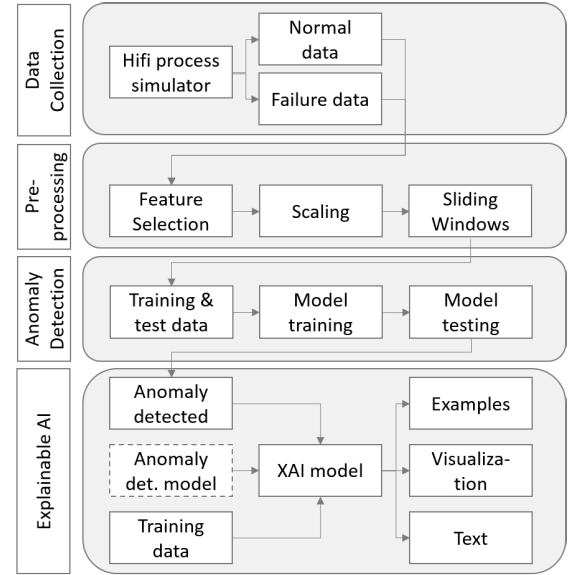 Data
Collection
Hifi process
simulator
Normal
data
Failure data
Pre-
processing
Feature
Selection
Scaling
Sliding
Windows
Anomaly
Detection
Training &
test data
Model
training
Model
testing
Explainable AI
Anomaly
detected
Anomaly
det. model
Training
data
XAI model
Examples
Visualiza-
tion
Text